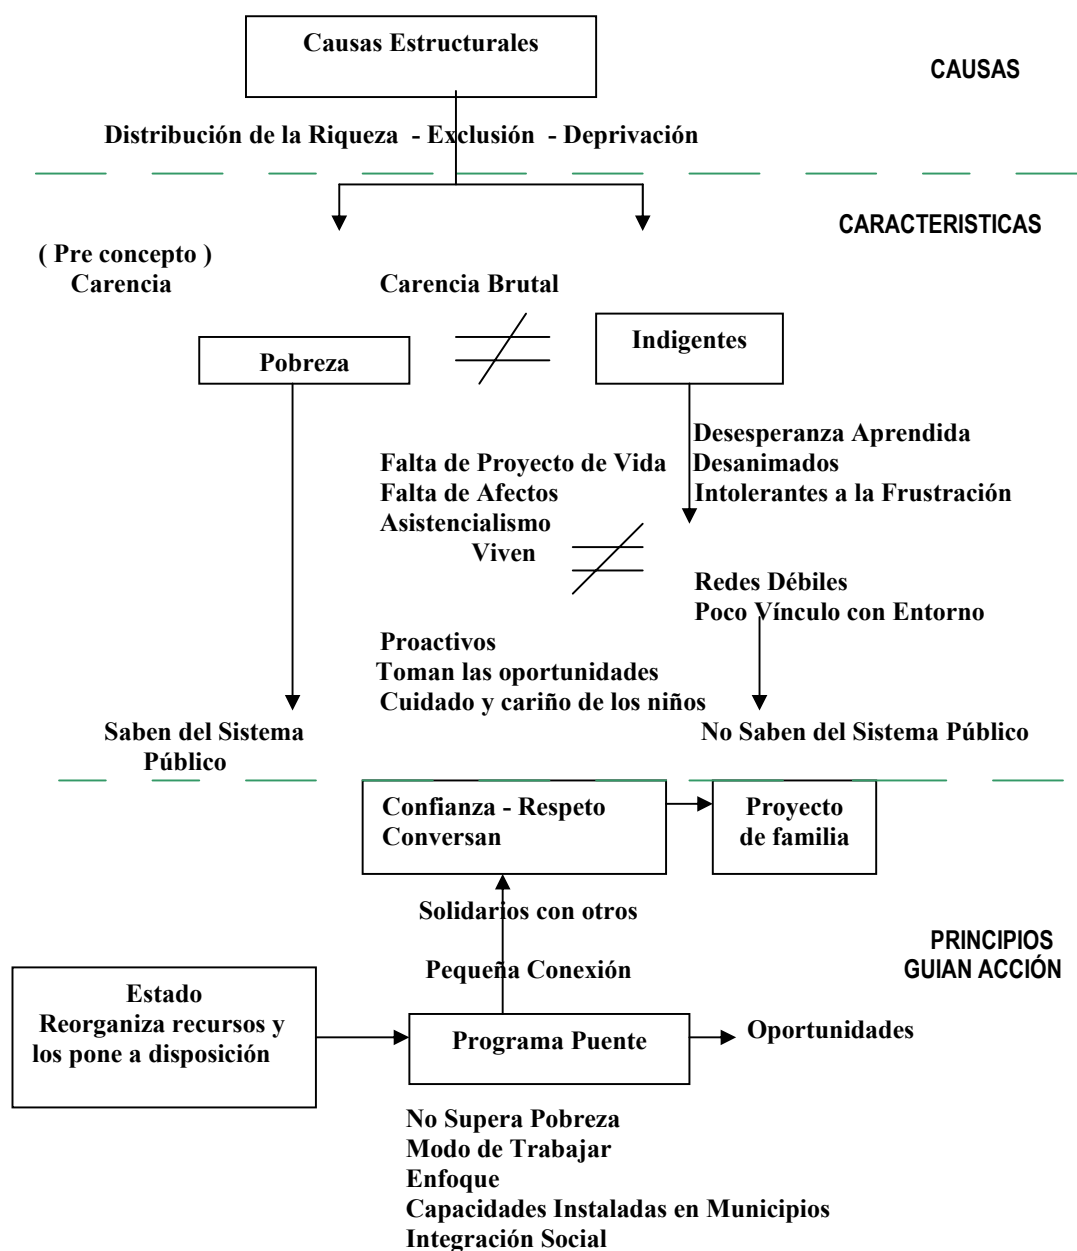 Causas Estructurales
CAUSAS
Distribución de la Riqueza - Exclusión - Deprivación
CARACTERISTICAS
( Pre concepto )
Carencia
Carencia Brutal
Pobreza
Indigentes
Desesperanza Aprendida
Desanimados
Intolerantes a la Frustración
Falta de Proyecto de Vida
Falta de Afectos
Asistencialismo
Viven
Redes Débiles
Poco Vínculo con Entorno
Proactivos
Toman las oportunidades
Cuidado y cariño de los niños
Saben del Sistema
Público
No Saben del Sistema Público
Confianza - Respeto
Conversan
Proyecto
de familia
Solidarios con otros
Pequeña Conexión
PRINCIPIOS
GUIAN ACCIÓN
Estado
Reorganiza recursos y
los pone a disposición
Programa Puente
Oportunidades
No Supera Pobreza
Modo de Trabajar
Enfoque
Capacidades Instaladas en Municipios
Integración Social